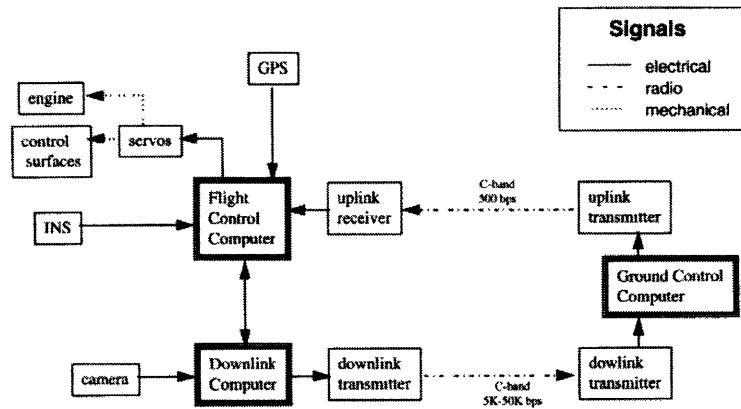 Signals
electrical
radio
mechanical
GPS
engine
control
surfaces
servos
Flight
Control
Computer
INS
uplink
receiver
C-band
500 bps
uplink
transmitter
Ground Control
Computer
camera
Downlink
Computer
downlink
transmitter
C-band
5K-50K bps
dowlink
transmitter